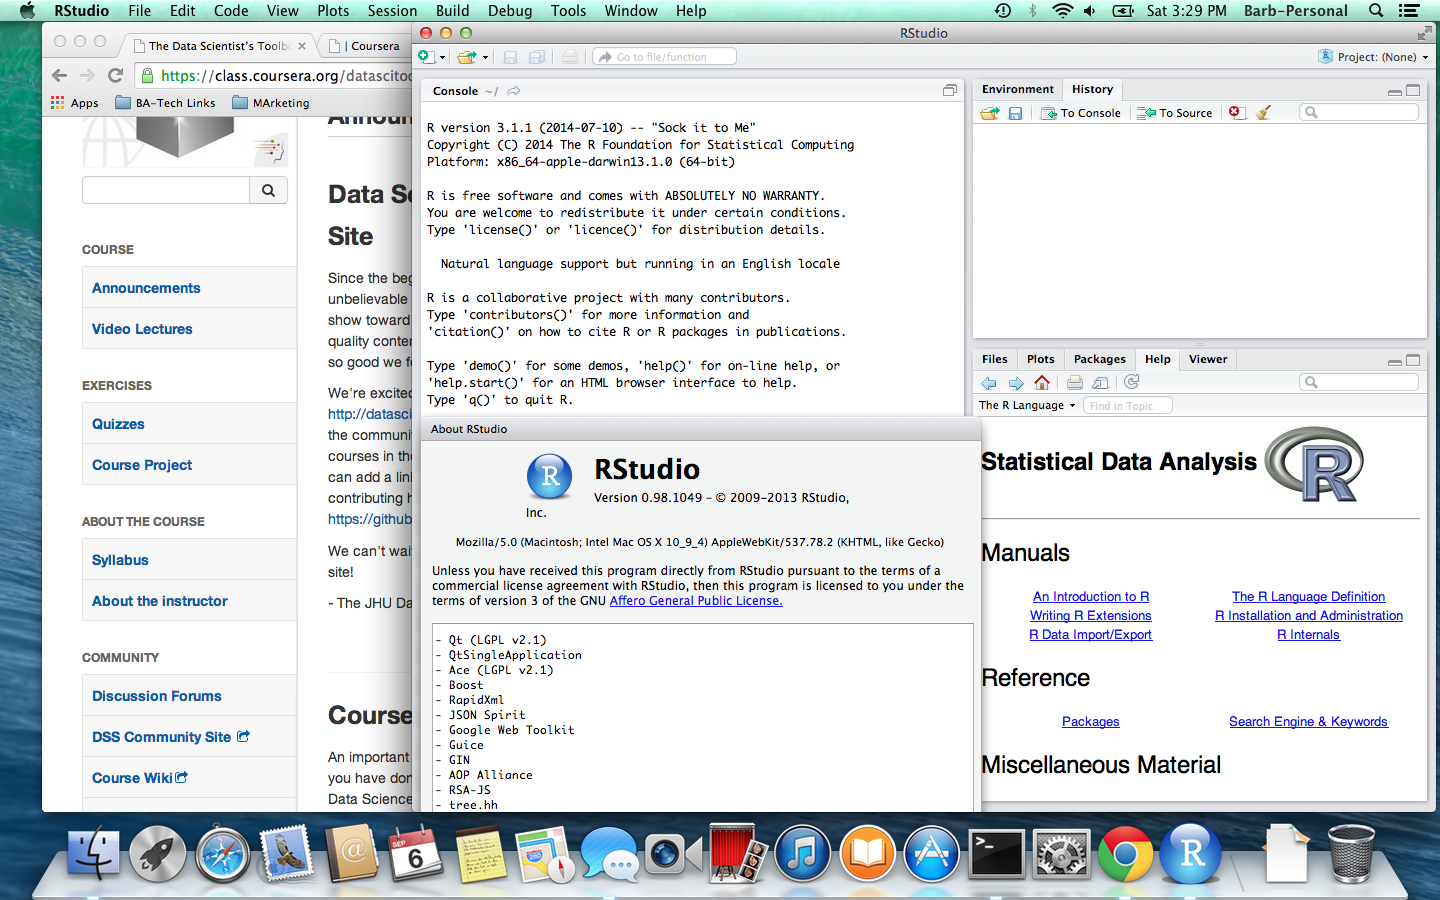 RStudio File Edit Code View Plots Session Build Debug Tools Window Help
Sat 3:29 PM Barb-Personal
The Data Scientist's Toolb
| Coursera
https://class.coursera.org/datascitoo
Apps BA-Tech Links MArketing
Announ
Data Sc
Site
COURSE
Announcements
Video Lectures
EXERCISES
Quizzes
Course Project
ABOUT THE COURSE
Syllabus
About the instructor
COMMUNITY
Discussion Forums
DSS Community Site
Course Wiki
Since the beg
unbelievable
show toward
quality conter
so good we f
We're excited
http://datasci
the communi
courses in the
can add a link
contributing h
https://github
We can't wai
site!
- The JHU Da
Course
An important
you have don
Data Science
RStudio
Go to file/function
Project: (None)
Console ~/
R version 3.1.1 (2014-07-10) -- "Sock it to Me"
Copyright (C) 2014 The R Foundation for Statistical Computing
Platform: x86_64-apple-darwin13.1.0 (64-bit)
R is free software and comes with ABSOLUTELY NO WARRANTY.
You are welcome to redistribute it under certain conditions.
Type 'license()' or 'licence()' for distribution details.
Natural language support but running in an English locale
R is a collaborative project with many contributors.
Type 'contributors()' for more information and
'citation()' on how to cite R or R packages in publications.
Type 'demo()' for some demos, 'help()' for on-line help, or
'help.start()' for an HTML browser interface to help.
Type 'q()' to quit R.
About RStudio
R
RStudio
Version 0.98.1049 – © 2009-2013 RStudio,
Inc.
Mozilla/5.0 (Macintosh; Intel Mac OS X 10_9_4) AppleWebKit/537.78.2 (KHTML, like Gecko)
Unless you have received this program directly from RStudio pursuant to the terms of a
commercial license agreement with RStudio, then this program is licensed to you under the
terms of version 3 of the GNU Affero General Public License.
- Qt (LGPL v2.1)
- QtSingleApplication
- Ace (LGPL v2.1)
- Boost
- RapidXml
- JSON Spirit
- Google Web Toolkit
- Guice
- GIN
- AOP Alliance
- RSA-JS
- tree.hh
Environment History
To Console To Source
Files Plots Packages Help Viewer
The R Language Find in Topic
Statistical Data Analysis R
Manuals
An Introduction to R The R Language Definition
Writing R Extensions R Installation and Administration
R Data Import/Export R Internals
Reference
Packages Search Engine & Keywords
Miscellaneous Material
SEP
6
280
>_
R